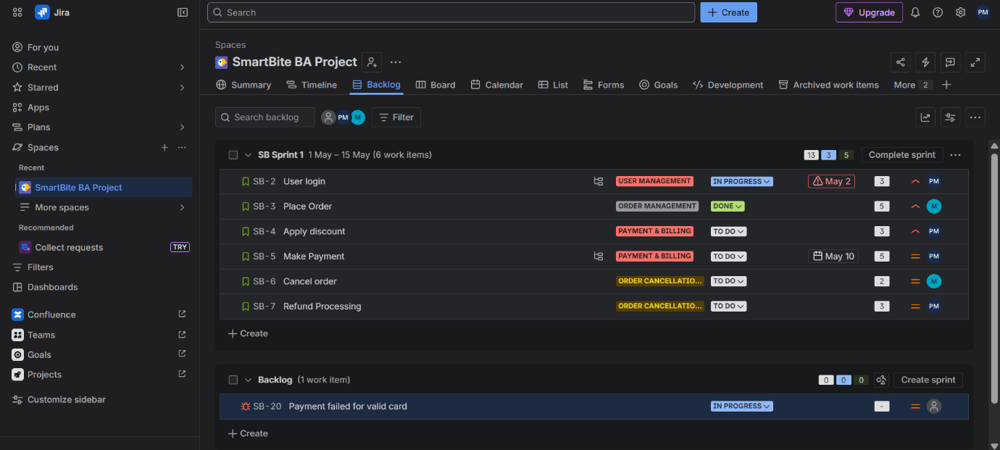 Jira
Search
Create
Upgrade
PM
For you
Recent
Starred
Apps
Plans
Spaces
Recent
SmartBite BA Project
More spaces
Recommended
Collect requests TRY
Filters
Dashboards
Confluence
Teams
Goals
Projects
Customize sidebar
Spaces
SmartBite BA Project
Summary Timeline Backlog Board Calendar List Forms Goals Development Archived work items More 2
Search backlog PM M Filter
SB Sprint 1 1 May – 15 May (6 work items) 13 3 5 Complete sprint
SB-2 User login USER MANAGEMENT IN PROGRESS May 2 3 PM
SB-3 Place Order ORDER MANAGEMENT DONE 5 M
SB-4 Apply discount PAYMENT & BILLING TO DO 3 PM
SB-5 Make Payment PAYMENT & BILLING TO DO May 10 5 PM
SB-6 Cancel order ORDER CANCELLATIO... TO DO 2 M
SB-7 Refund Processing ORDER CANCELLATIO... TO DO 3 PM
Create
Backlog (1 work item) 0 0 0 Create sprint
SB-20 Payment failed for valid card IN PROGRESS -
Create